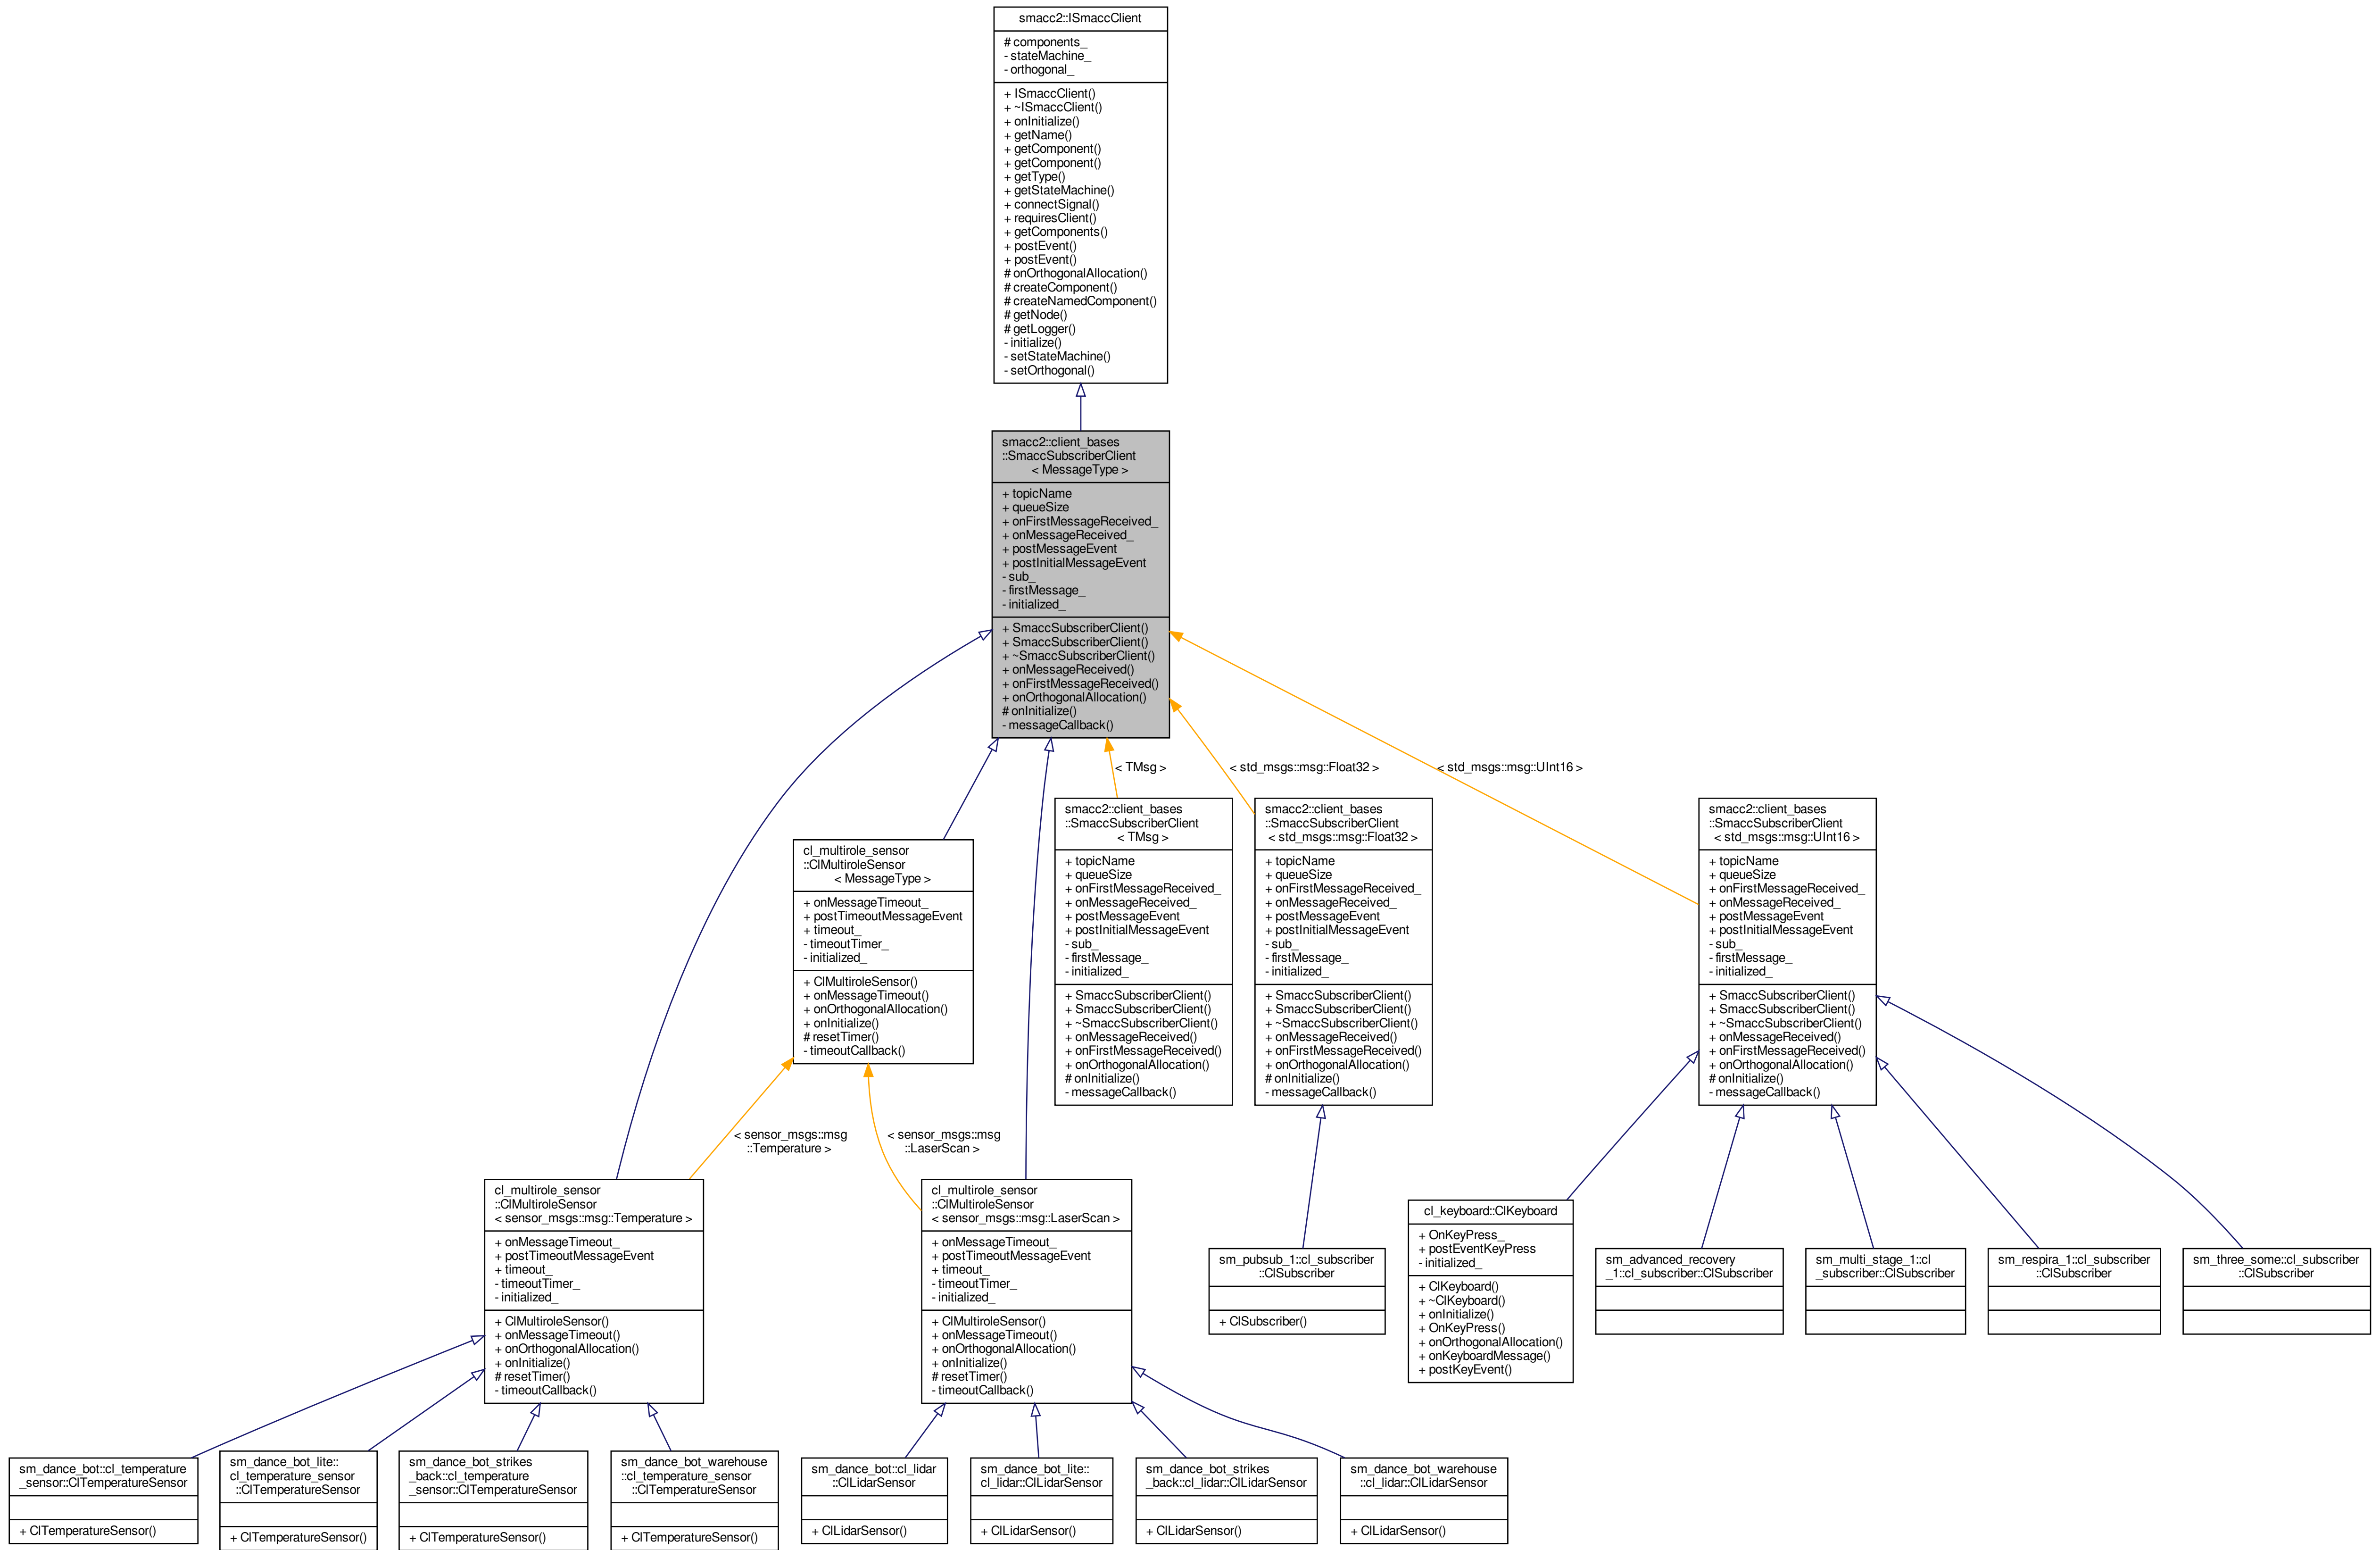 smacc2::ISmaccClient
# components_
- stateMachine_
- orthogonal_
+ ISmaccClient()
+ ~ISmaccClient()
+ onInitialize()
+ getName()
+ getComponent()
+ getComponent()
+ getType()
+ getStateMachine()
+ connectSignal()
+ requiresClient()
+ getComponents()
+ postEvent()
+ postEvent()
# onOrthogonalAllocation()
# createComponent()
# createNamedComponent()
# getNode()
# getLogger()
- initialize()
- setStateMachine()
- setOrthogonal()
smacc2::client_bases
::SmaccSubscriberClient
< MessageType >
+ topicName
+ queueSize
+ onFirstMessageReceived_
+ onMessageReceived_
+ postMessageEvent
+ postInitialMessageEvent
- sub_
- firstMessage_
- initialized_
+ SmaccSubscriberClient()
+ SmaccSubscriberClient()
+ ~SmaccSubscriberClient()
+ onMessageReceived()
+ onFirstMessageReceived()
+ onOrthogonalAllocation()
# onInitialize()
- messageCallback()
< TMsg >
< std_msgs::msg::Float32 >
< std_msgs::msg::UInt16 >
cl_multirole_sensor
::ClMultiroleSensor
< MessageType >
+ onMessageTimeout_
+ postTimeoutMessageEvent
+ timeout_
- timeoutTimer_
- initialized_
+ ClMultiroleSensor()
+ onMessageTimeout()
+ onOrthogonalAllocation()
+ onInitialize()
# resetTimer()
- timeoutCallback()
smacc2::client_bases
::SmaccSubscriberClient
< TMsg >
+ topicName
+ queueSize
+ onFirstMessageReceived_
+ onMessageReceived_
+ postMessageEvent
+ postInitialMessageEvent
- sub_
- firstMessage_
- initialized_
+ SmaccSubscriberClient()
+ SmaccSubscriberClient()
+ ~SmaccSubscriberClient()
+ onMessageReceived()
+ onFirstMessageReceived()
+ onOrthogonalAllocation()
# onInitialize()
- messageCallback()
smacc2::client_bases
::SmaccSubscriberClient
< std_msgs::msg::Float32 >
+ topicName
+ queueSize
+ onFirstMessageReceived_
+ onMessageReceived_
+ postMessageEvent
+ postInitialMessageEvent
- sub_
- firstMessage_
- initialized_
+ SmaccSubscriberClient()
+ SmaccSubscriberClient()
+ ~SmaccSubscriberClient()
+ onMessageReceived()
+ onFirstMessageReceived()
+ onOrthogonalAllocation()
# onInitialize()
- messageCallback()
smacc2::client_bases
::SmaccSubscriberClient
< std_msgs::msg::UInt16 >
+ topicName
+ queueSize
+ onFirstMessageReceived_
+ onMessageReceived_
+ postMessageEvent
+ postInitialMessageEvent
- sub_
- firstMessage_
- initialized_
+ SmaccSubscriberClient()
+ SmaccSubscriberClient()
+ ~SmaccSubscriberClient()
+ onMessageReceived()
+ onFirstMessageReceived()
+ onOrthogonalAllocation()
# onInitialize()
- messageCallback()
< sensor_msgs::msg
::Temperature >
< sensor_msgs::msg
::LaserScan >
cl_multirole_sensor
::ClMultiroleSensor
< sensor_msgs::msg::Temperature >
+ onMessageTimeout_
+ postTimeoutMessageEvent
+ timeout_
- timeoutTimer_
- initialized_
+ ClMultiroleSensor()
+ onMessageTimeout()
+ onOrthogonalAllocation()
+ onInitialize()
# resetTimer()
- timeoutCallback()
cl_multirole_sensor
::ClMultiroleSensor
< sensor_msgs::msg::LaserScan >
+ onMessageTimeout_
+ postTimeoutMessageEvent
+ timeout_
- timeoutTimer_
- initialized_
+ ClMultiroleSensor()
+ onMessageTimeout()
+ onOrthogonalAllocation()
+ onInitialize()
# resetTimer()
- timeoutCallback()
sm_pubsub_1::cl_subscriber
::ClSubscriber
+ ClSubscriber()
cl_keyboard::ClKeyboard
+ OnKeyPress_
+ postEventKeyPress
- initialized_
+ ClKeyboard()
+ ~ClKeyboard()
+ onInitialize()
+ OnKeyPress()
+ onOrthogonalAllocation()
+ onKeyboardMessage()
+ postKeyEvent()
sm_advanced_recovery
_1::cl_subscriber::ClSubscriber
sm_multi_stage_1::cl
_subscriber::ClSubscriber
sm_respira_1::cl_subscriber
::ClSubscriber
sm_three_some::cl_subscriber
::ClSubscriber
sm_dance_bot::cl_temperature
_sensor::ClTemperatureSensor
+ ClTemperatureSensor()
sm_dance_bot_lite::
cl_temperature_sensor
::ClTemperatureSensor
+ ClTemperatureSensor()
sm_dance_bot_strikes
_back::cl_temperature
_sensor::ClTemperatureSensor
+ ClTemperatureSensor()
sm_dance_bot_warehouse
::cl_temperature_sensor
::ClTemperatureSensor
+ ClTemperatureSensor()
sm_dance_bot::cl_lidar
::ClLidarSensor
+ ClLidarSensor()
sm_dance_bot_lite::
cl_lidar::ClLidarSensor
+ ClLidarSensor()
sm_dance_bot_strikes
_back::cl_lidar::ClLidarSensor
+ ClLidarSensor()
sm_dance_bot_warehouse
::cl_lidar::ClLidarSensor
+ ClLidarSensor()